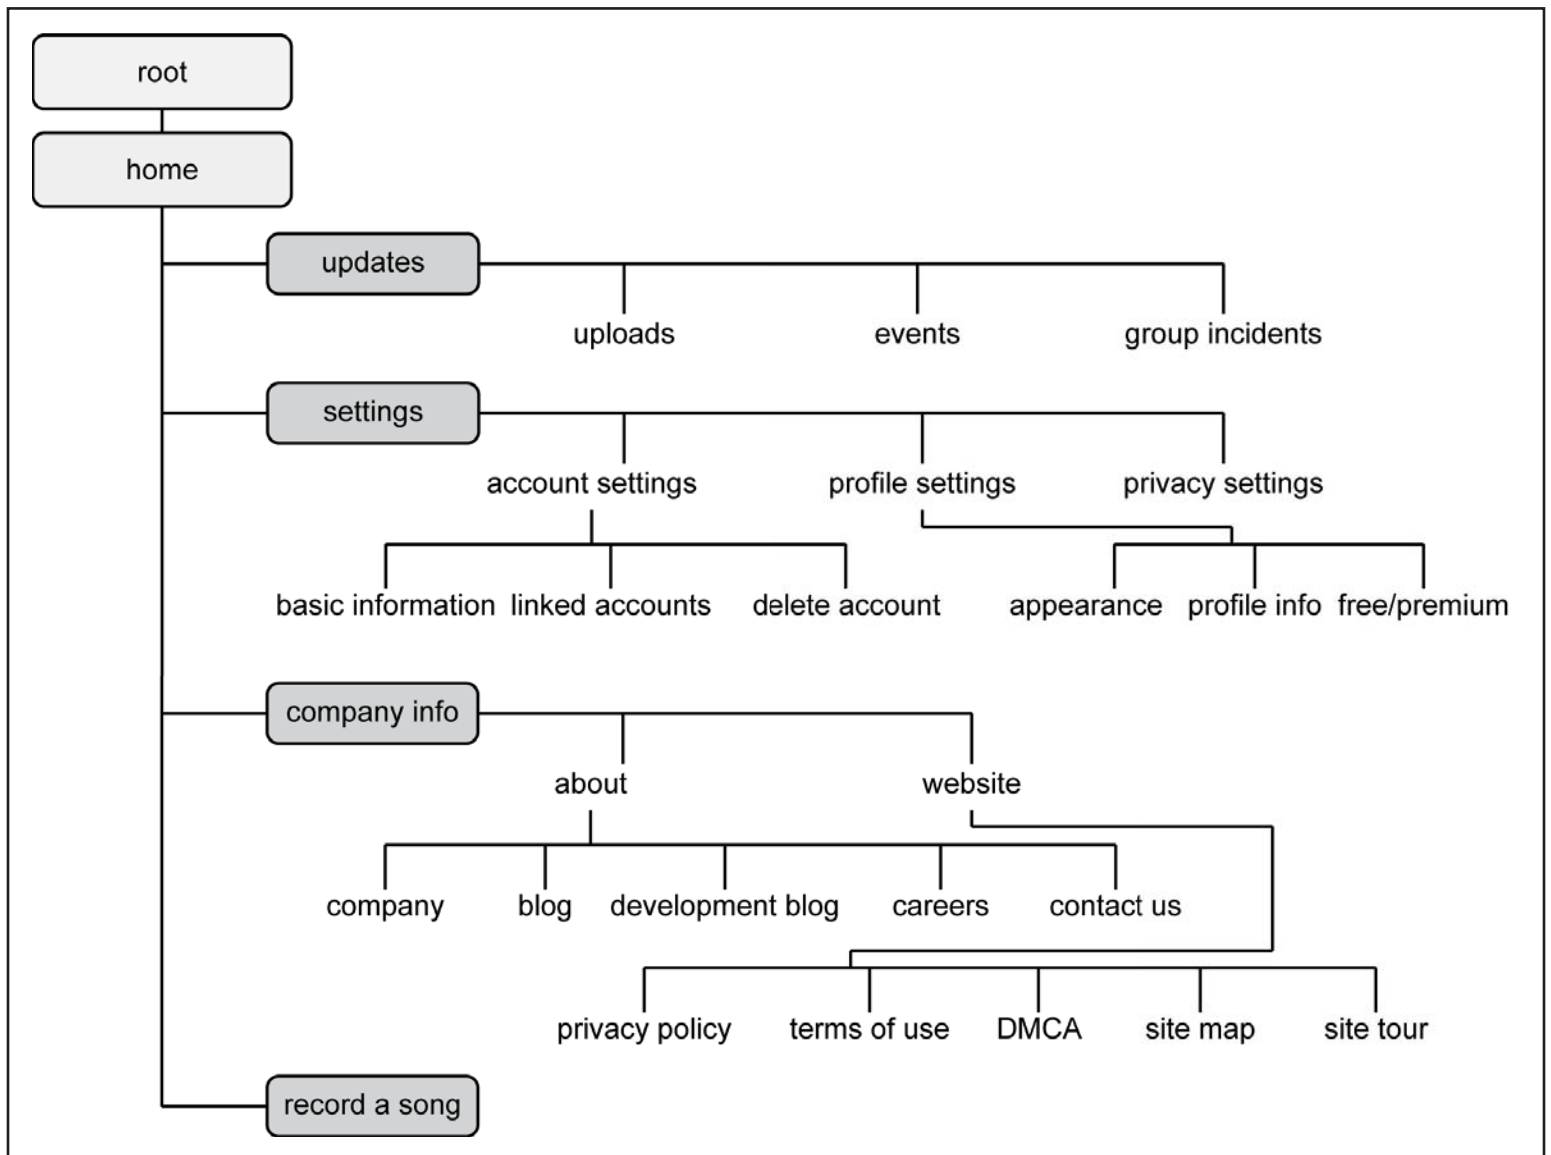 root
home
updates
uploads events group incidents
settings
account settings profile settings privacy settings
basic information linked accounts delete account appearance profile info free/premium
company info
about website
company blog development blog careers contact us
privacy policy terms of use DMCA site map site tour
record a song